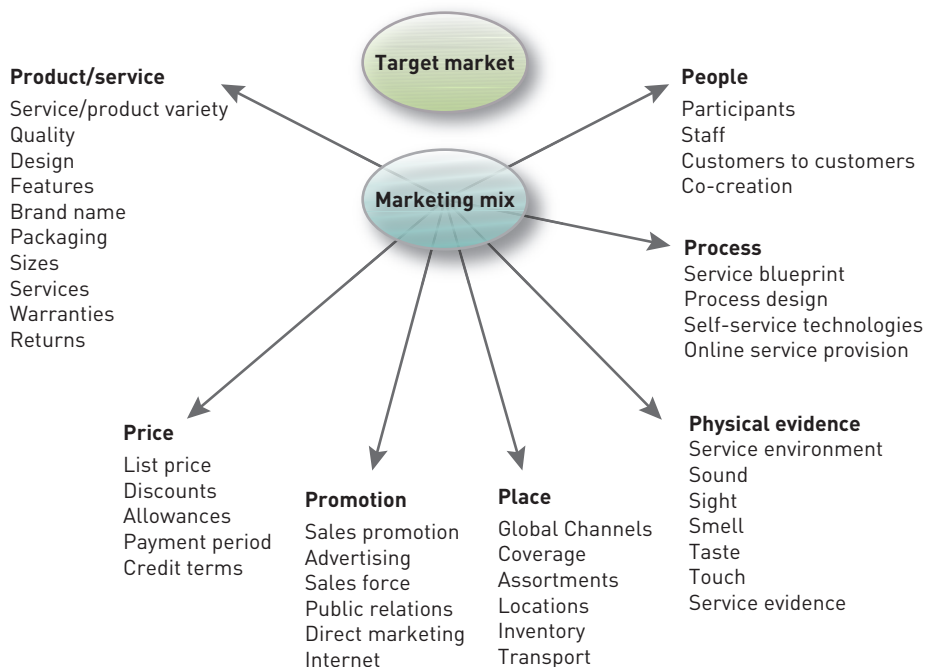 Target market
Marketing mix
Product/service
Service/product variety
Quality
Design
Features
Brand name
Packaging
Sizes
Services
Warranties
Returns
Price
List price
Discounts
Allowances
Payment period
Credit terms
Promotion
Sales promotion
Advertising
Sales force
Public relations
Direct marketing
Internet
Place
Global Channels
Coverage
Assortments
Locations
Inventory
Transport
Physical evidence
Service environment
Sound
Sight
Smell
Taste
Touch
Service evidence
Process
Service blueprint
Process design
Self-service technologies
Online service provision
People
Participants
Staff
Customers to customers
Co-creation